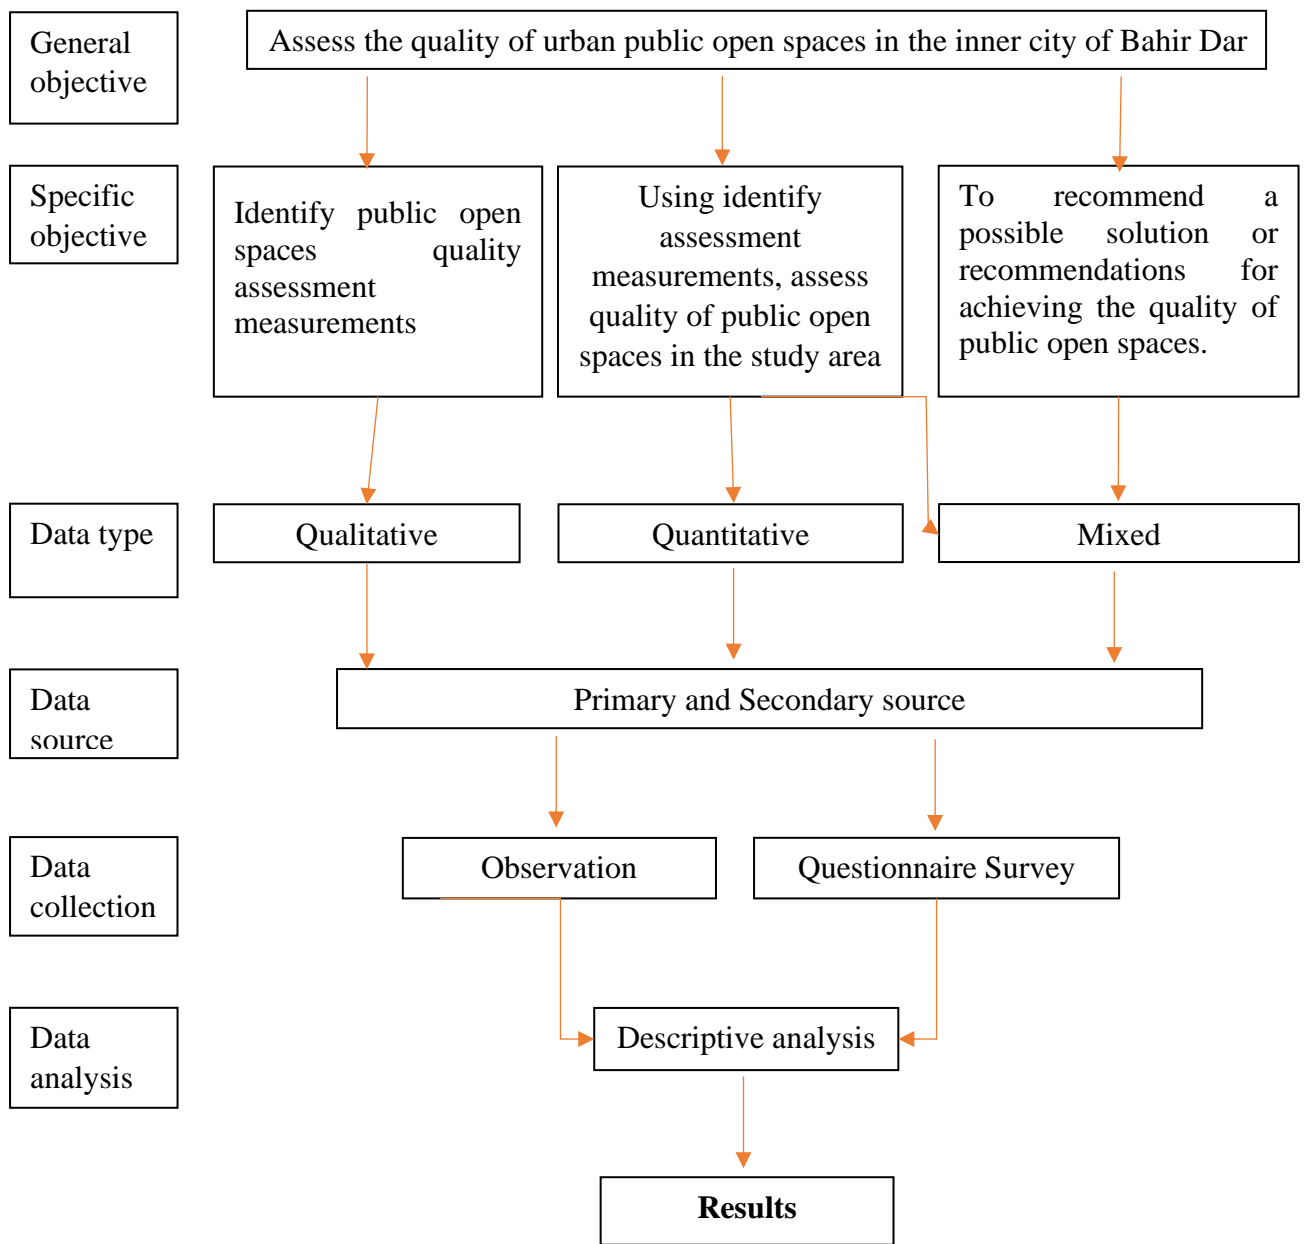 General
objective
Assess the quality of urban public open spaces in the inner city of Bahir Dar
Specific
objective
Identify public open
spaces quality
assessment
measurements
Using identify
assessment
measurements, assess
quality of public open
spaces in the study area
To recommend a
possible solution or
recommendations for
achieving the quality of
public open spaces.
Data type
Qualitative
Quantitative
Mixed
Data
source
Primary and Secondary source
Data
collection
Observation
Questionnaire Survey
Data
analysis
Descriptive analysis
Results